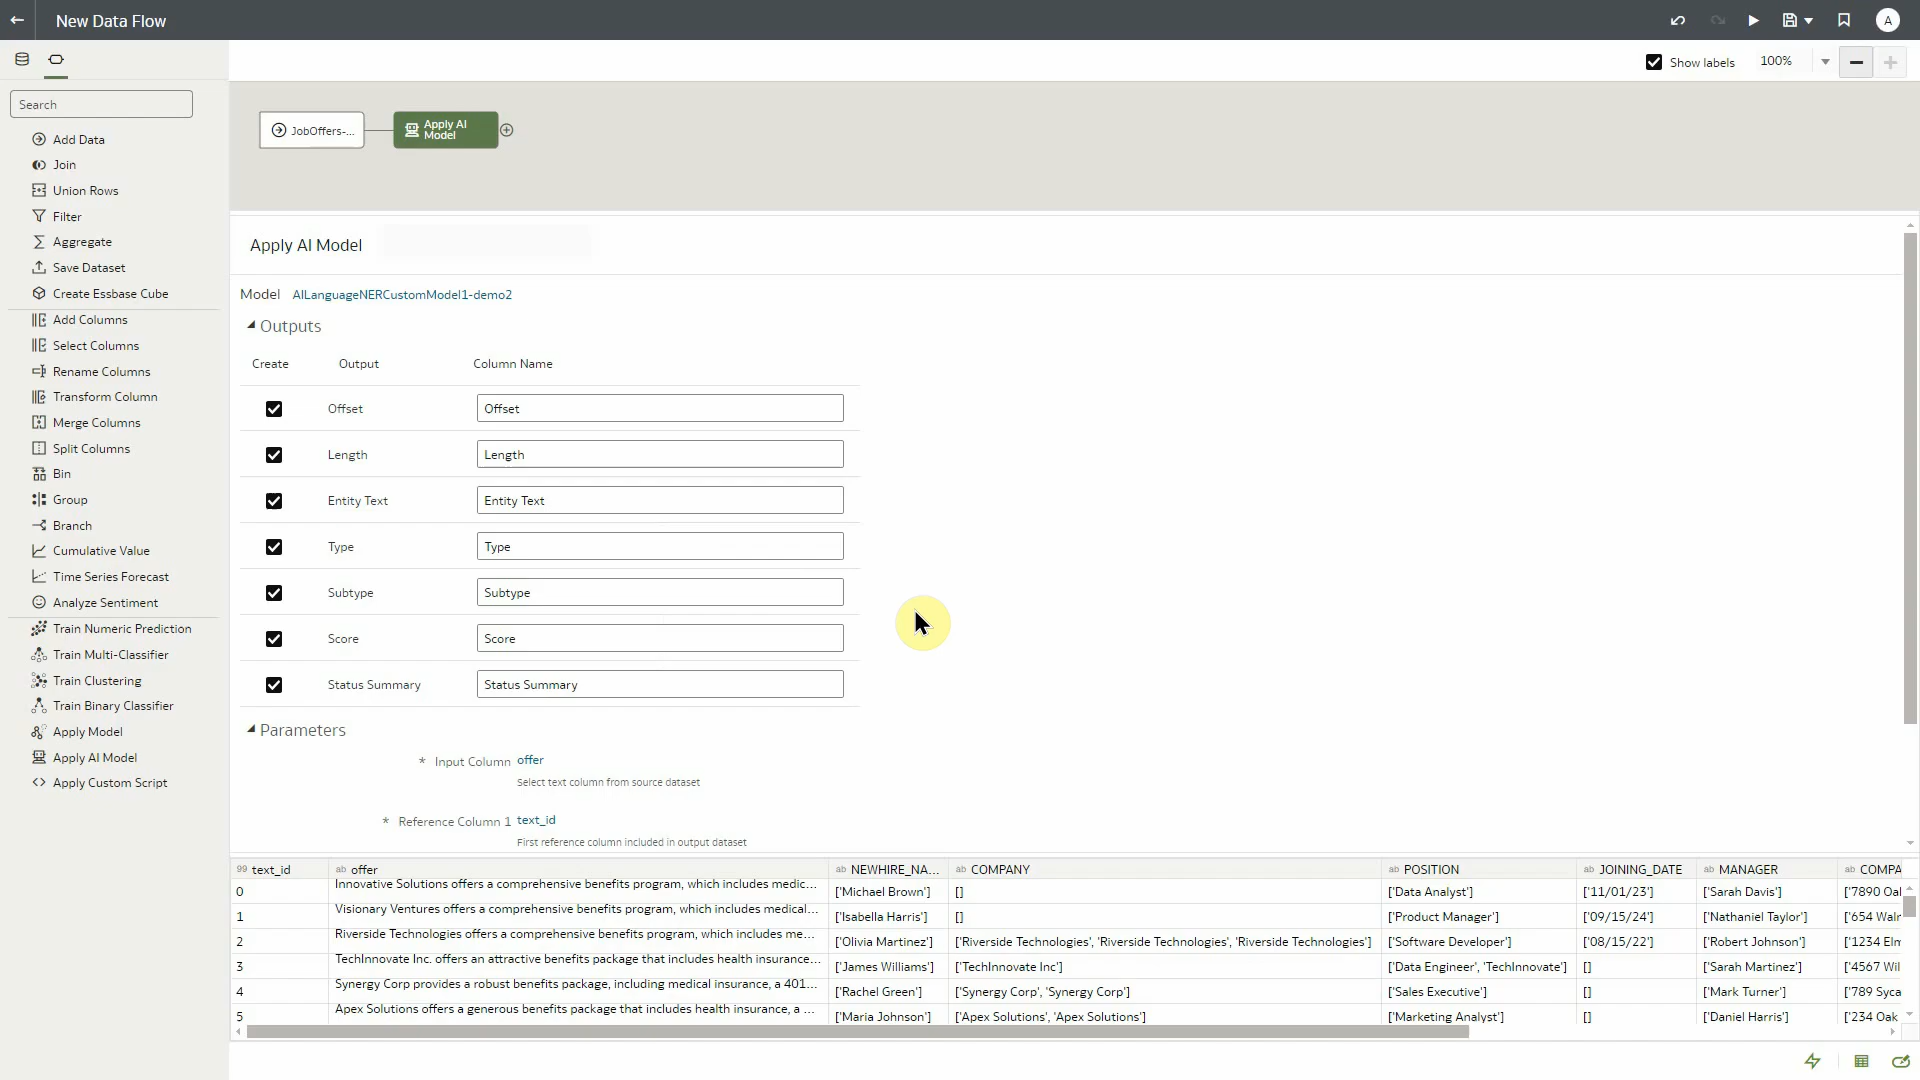 New Data Flow
A
Show labels
100%
Search
Add Data
Join
Union Rows
Filter
Aggregate
Save Dataset
Create Essbase Cube
Add Columns
Select Columns
Rename Columns
Transform Column
Merge Columns
Split Columns
Bin
Group
Branch
Cumulative Value
Time Series Forecast
Analyze Sentiment
Train Numeric Prediction
Train Multi-Classifier
Train Clustering
Train Binary Classifier
Apply Model
Apply AI Model
Apply Custom Script
JobOffers-...
Apply AI
Model
Apply AI Model
Model AILanguageNERCustomModel1-demo2
Outputs
Create Output Column Name
Offset Offset
Length Length
Entity Text Entity Text
Type Type
Subtype Subtype
Score Score
Status Summary Status Summary
Parameters
* Input Column offer
Select text column from source dataset
* Reference Column 1 text_id
First reference column included in output dataset
99 text_id ab offer ab NEWHIRE_NA... ab COMPANY ab POSITION ab JOINING_DATE ab MANAGER ab COMPA
0 Innovative Solutions offers a comprehensive benefits program, which includes medic... ['Michael Brown'] [] ['Data Analyst'] ['11/01/23'] ['Sarah Davis'] ['7890 Oal
1 Visionary Ventures offers a comprehensive benefits program, which includes medical... ['Isabella Harris'] [] ['Product Manager'] ['09/15/24'] ['Nathaniel Taylor'] ['654 Waln
2 Riverside Technologies offers a comprehensive benefits program, which includes me... ['Olivia Martinez'] ['Riverside Technologies', 'Riverside Technologies', 'Riverside Technologies'] ['Software Developer'] ['08/15/22'] ['Robert Johnson'] ['1234 Elm
3 TechInnovate Inc. offers an attractive benefits package that includes health insurance... ['James Williams'] ['TechInnovate Inc'] ['Data Engineer', 'TechInnovate'] [] ['Sarah Martinez'] ['4567 Wil
4 Synergy Corp provides a robust benefits package, including medical insurance, a 401... ['Rachel Green'] ['Synergy Corp', 'Synergy Corp'] ['Sales Executive'] [] ['Mark Turner'] ['789 Syca
5 Apex Solutions offers a generous benefits package that includes health insurance, a ... ['Maria Johnson'] ['Apex Solutions', 'Apex Solutions'] ['Marketing Analyst'] [] ['Daniel Harris'] ['234 Oak